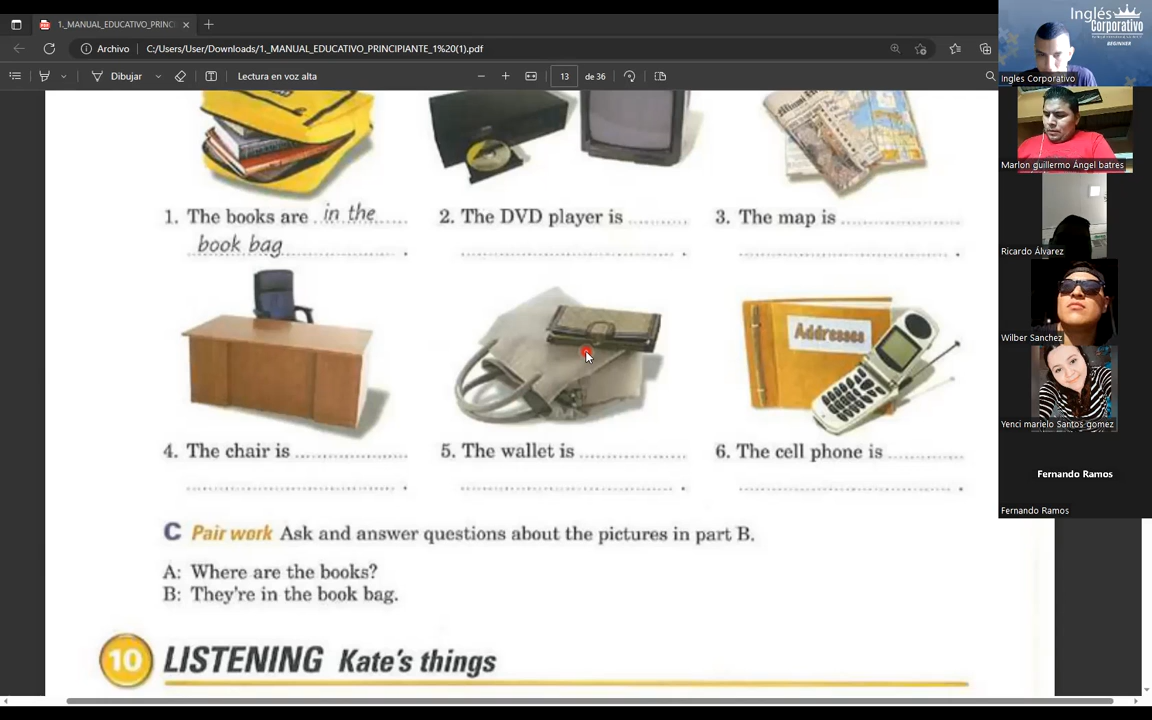 1._MANUAL_EDUCATIVO_PRINC
Archivo C:/Users/User/Downloads/1._MANUAL_EDUCATIVO_PRINCIPIANTE_1%20(1).pdf
Dibujar Lectura en voz alta 13 de 36
Inglés
Corporativo
BEGINNER
Ingles Corporativo
Marlon guillermo Ángel batres
Ricardo Álvarez
Wilber Sanchez
Yenci marielo Santos gomez
Fernando Ramos
Fernando Ramos
1. The books are in the
book bag.
2. The DVD player is
3. The map is
Addresses
4. The chair is
5. The wallet is
6. The cell phone is
C Pair work Ask and answer questions about the pictures in part B.
A: Where are the books?
B: They're in the book bag.
10 LISTENING Kate's things